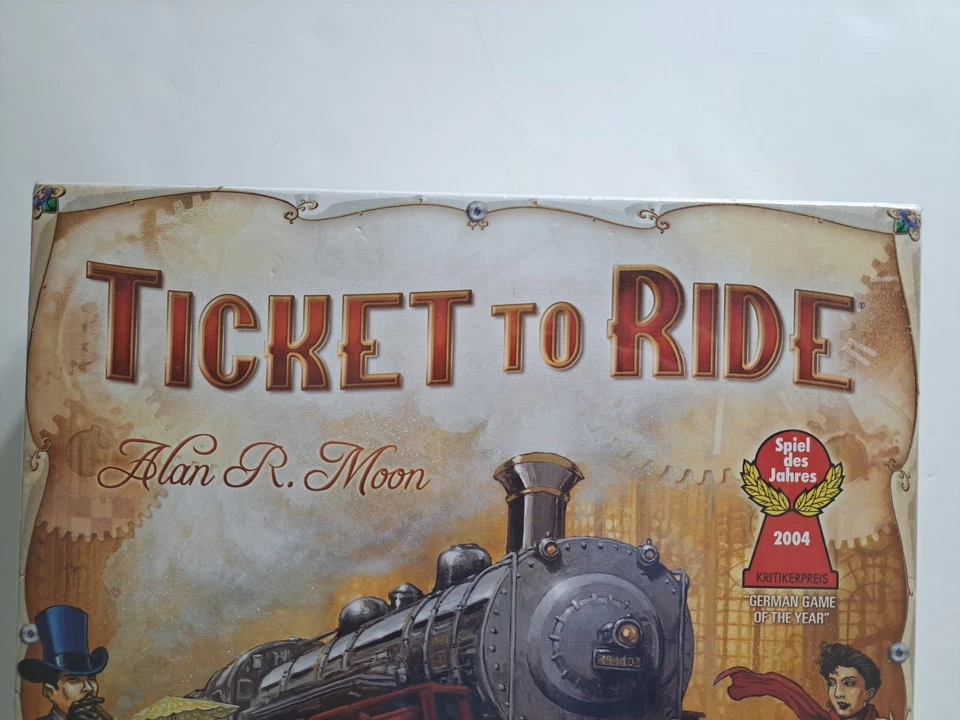 TICKET TO RIDE®
Alan R. Moon
Spiel
des
Jahres
2004
KRITIKERPREIS
"GERMAN GAME
OF THE YEAR"